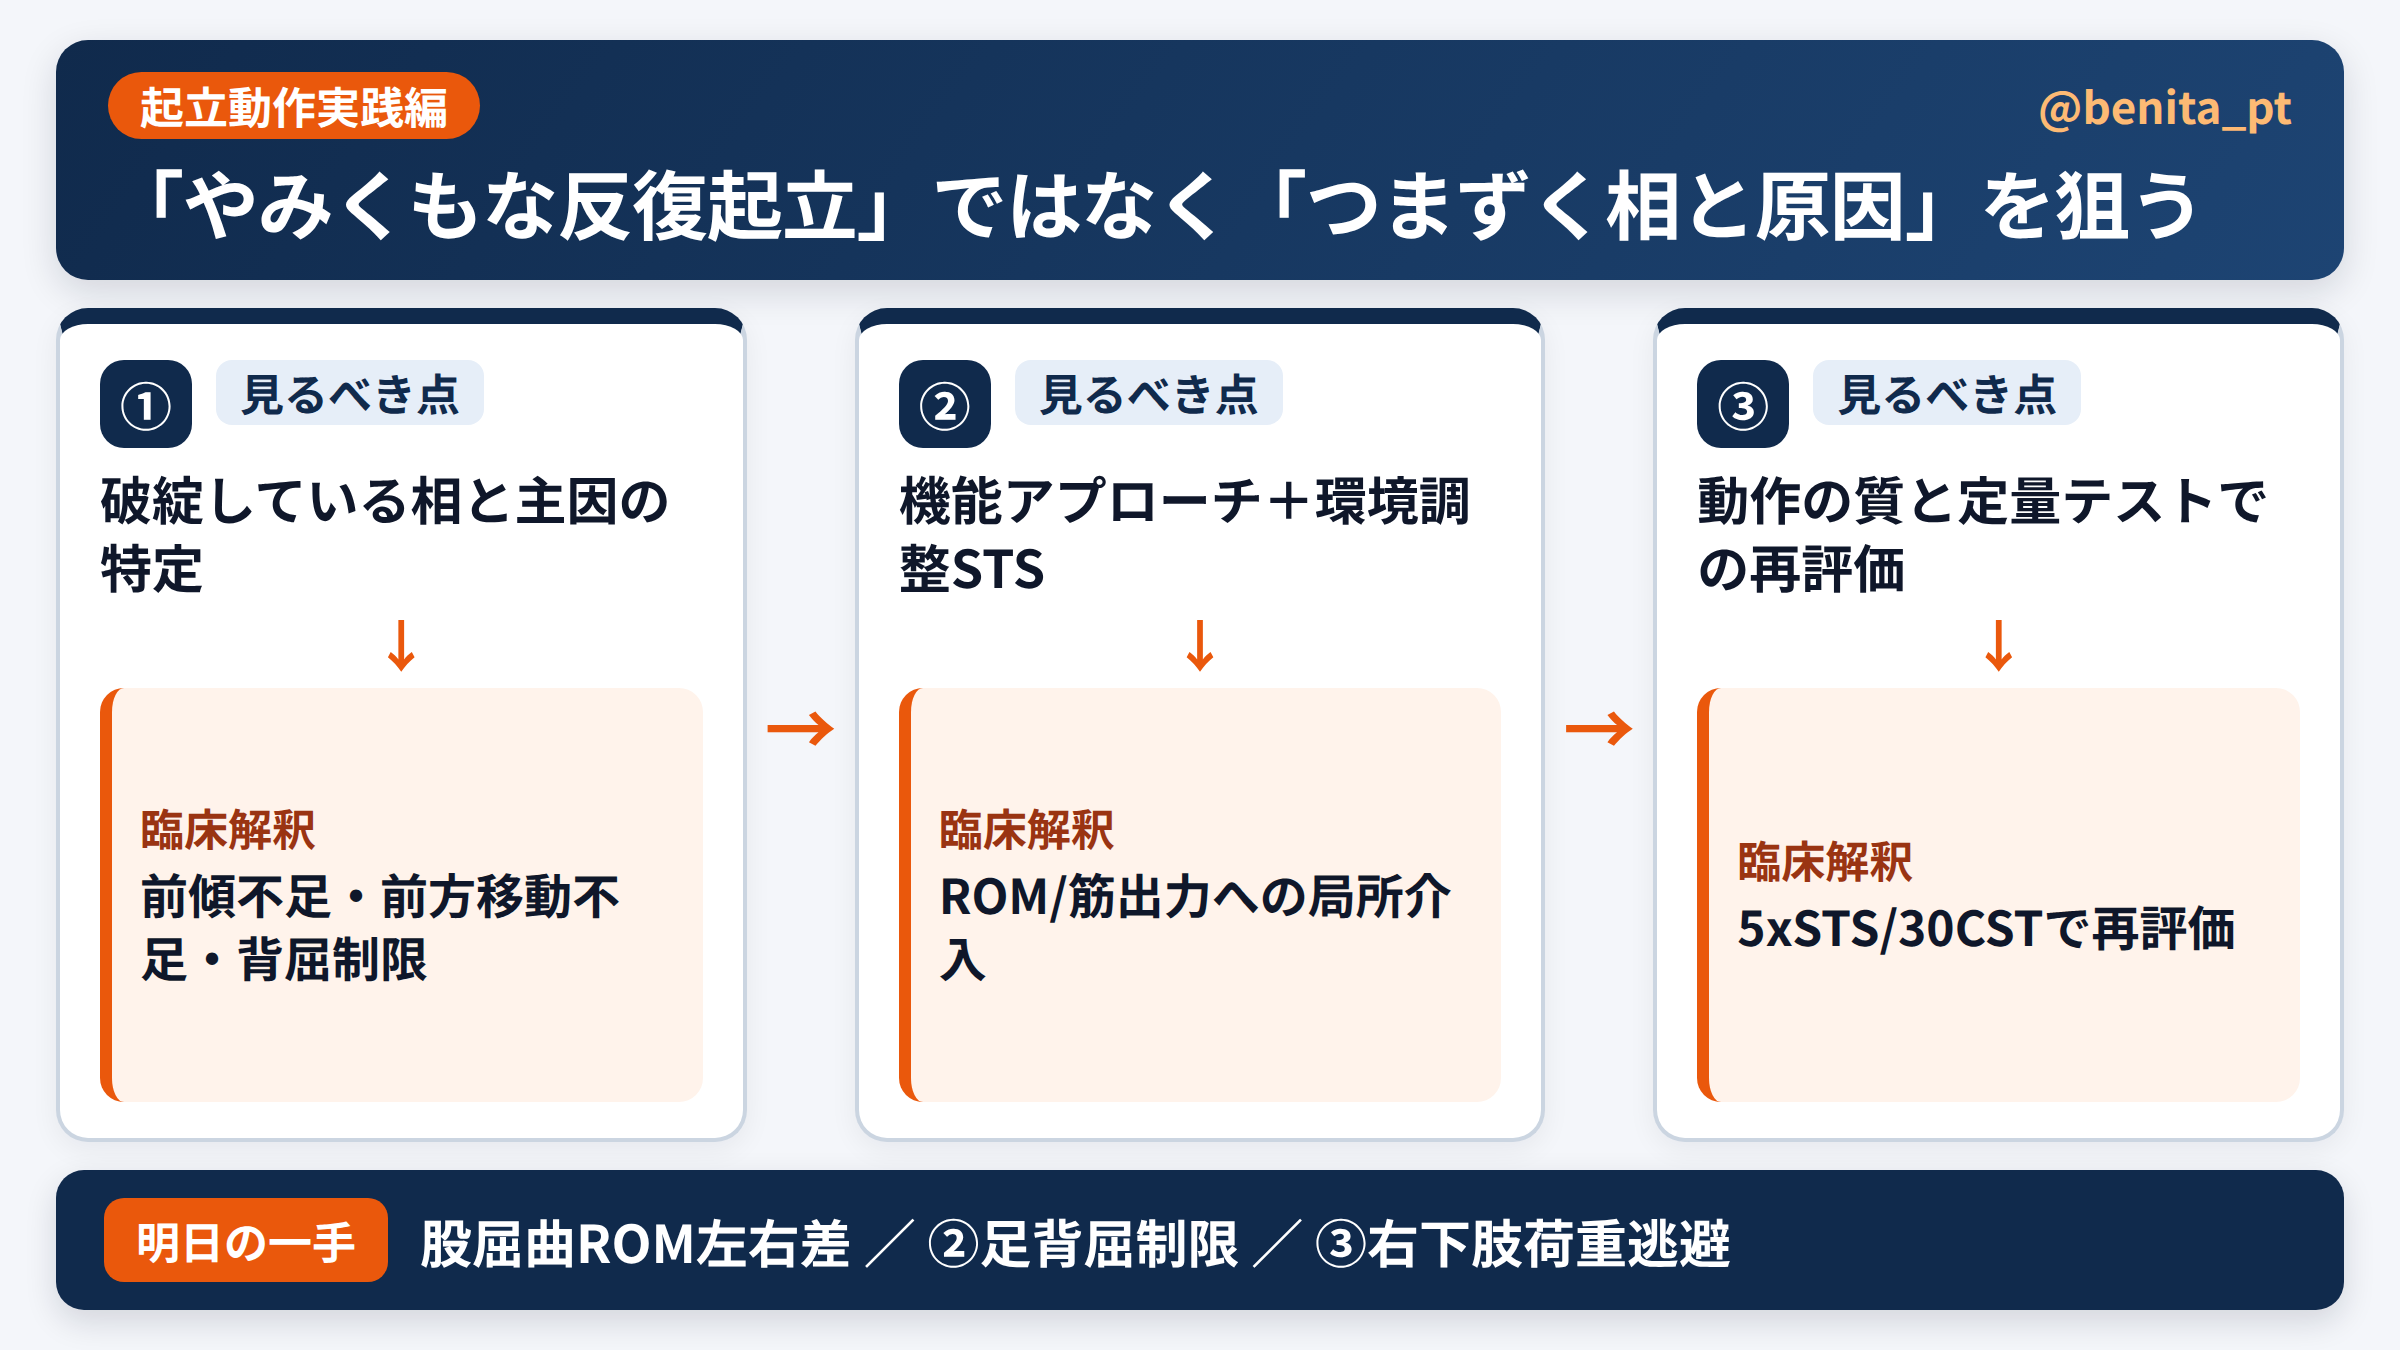 起立動作実践編
@benita_pt
「やみくもな反復起立」ではなく「つまずく相と原因」を狙う
①
見るべき点
破綻している相と主因の
特定
↓
臨床解釈
前傾不足・前方移動不
足・背屈制限
→
②
見るべき点
機能アプローチ＋環境調
整STS
↓
臨床解釈
ROM/筋出力への局所介
入
→
③
見るべき点
動作の質と定量テストで
の再評価
↓
臨床解釈
5xSTS/30CSTで再評価
明日の一手
股屈曲ROM左右差 ／ ②足背屈制限 ／ ③右下肢荷重逃避